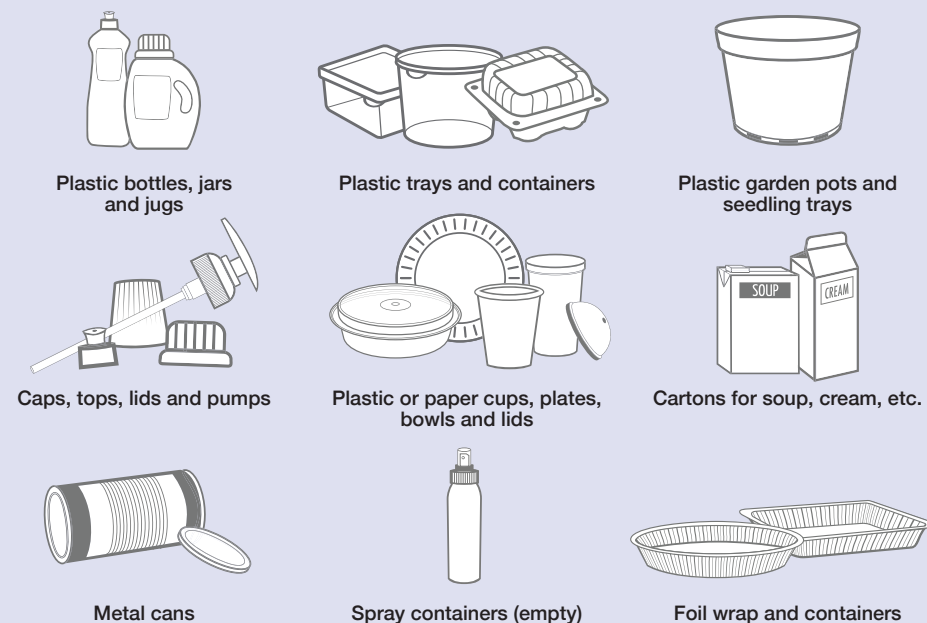 Plastic bottles, jars
and jugs
Plastic trays and containers
Plastic garden pots and
seedling trays
SOUP
CREAM
Caps, tops, lids and pumps
Plastic or paper cups, plates,
bowls and lids
Cartons for soup, cream, etc.
Metal cans
Spray containers (empty)
Foil wrap and containers